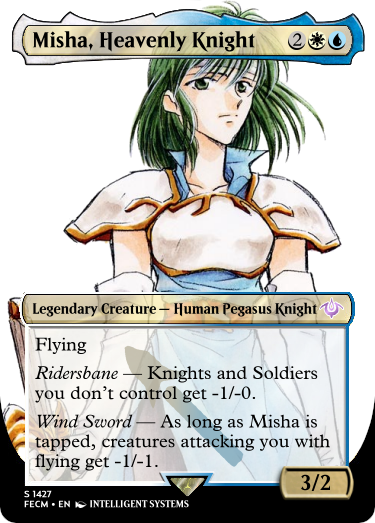 Misha, Heavenly Knight 2
Legendary Creature — Human Pegasus Knight
Flying
Ridersbane — Knights and Soldiers
you don't control get -1/-0.
Wind Sword — As long as Misha is
tapped, creatures attacking you with
flying get -1/-1.
3/2
S 1427
FECM • EN INTELLIGENT SYSTEMS